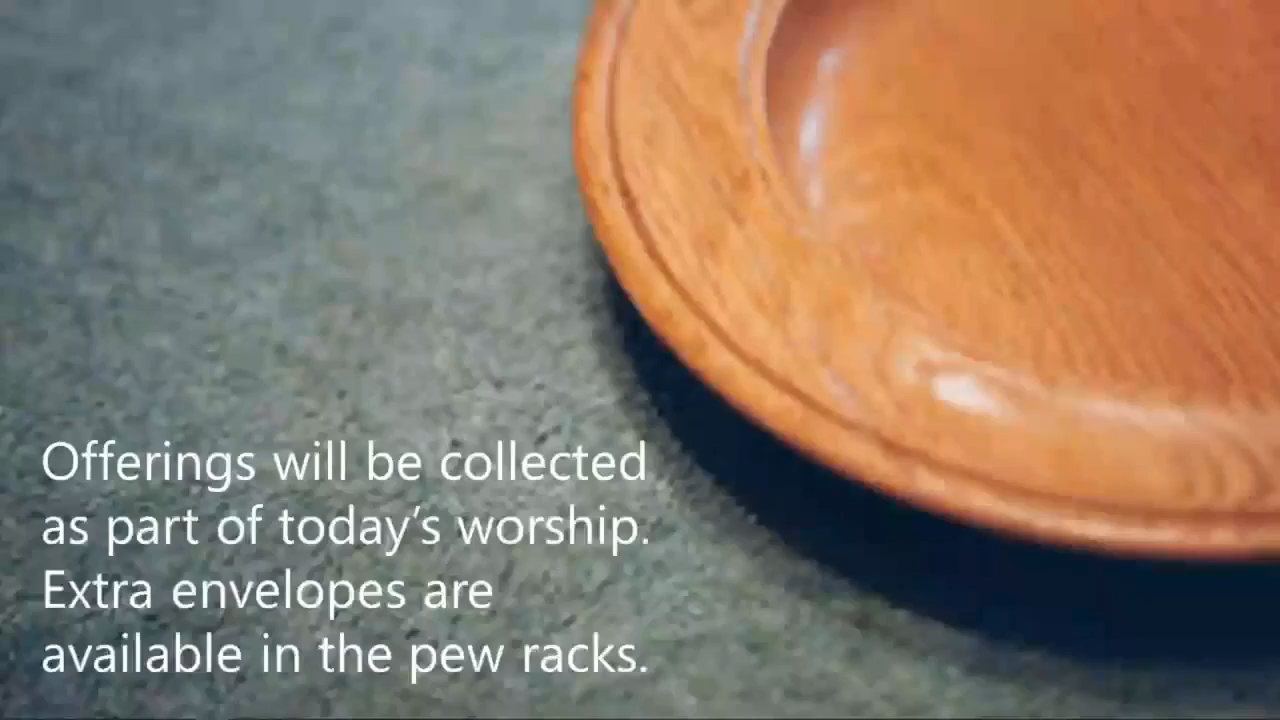 Offerings will be collected
as part of today’s worship.
Extra envelopes are
available in the pew racks.